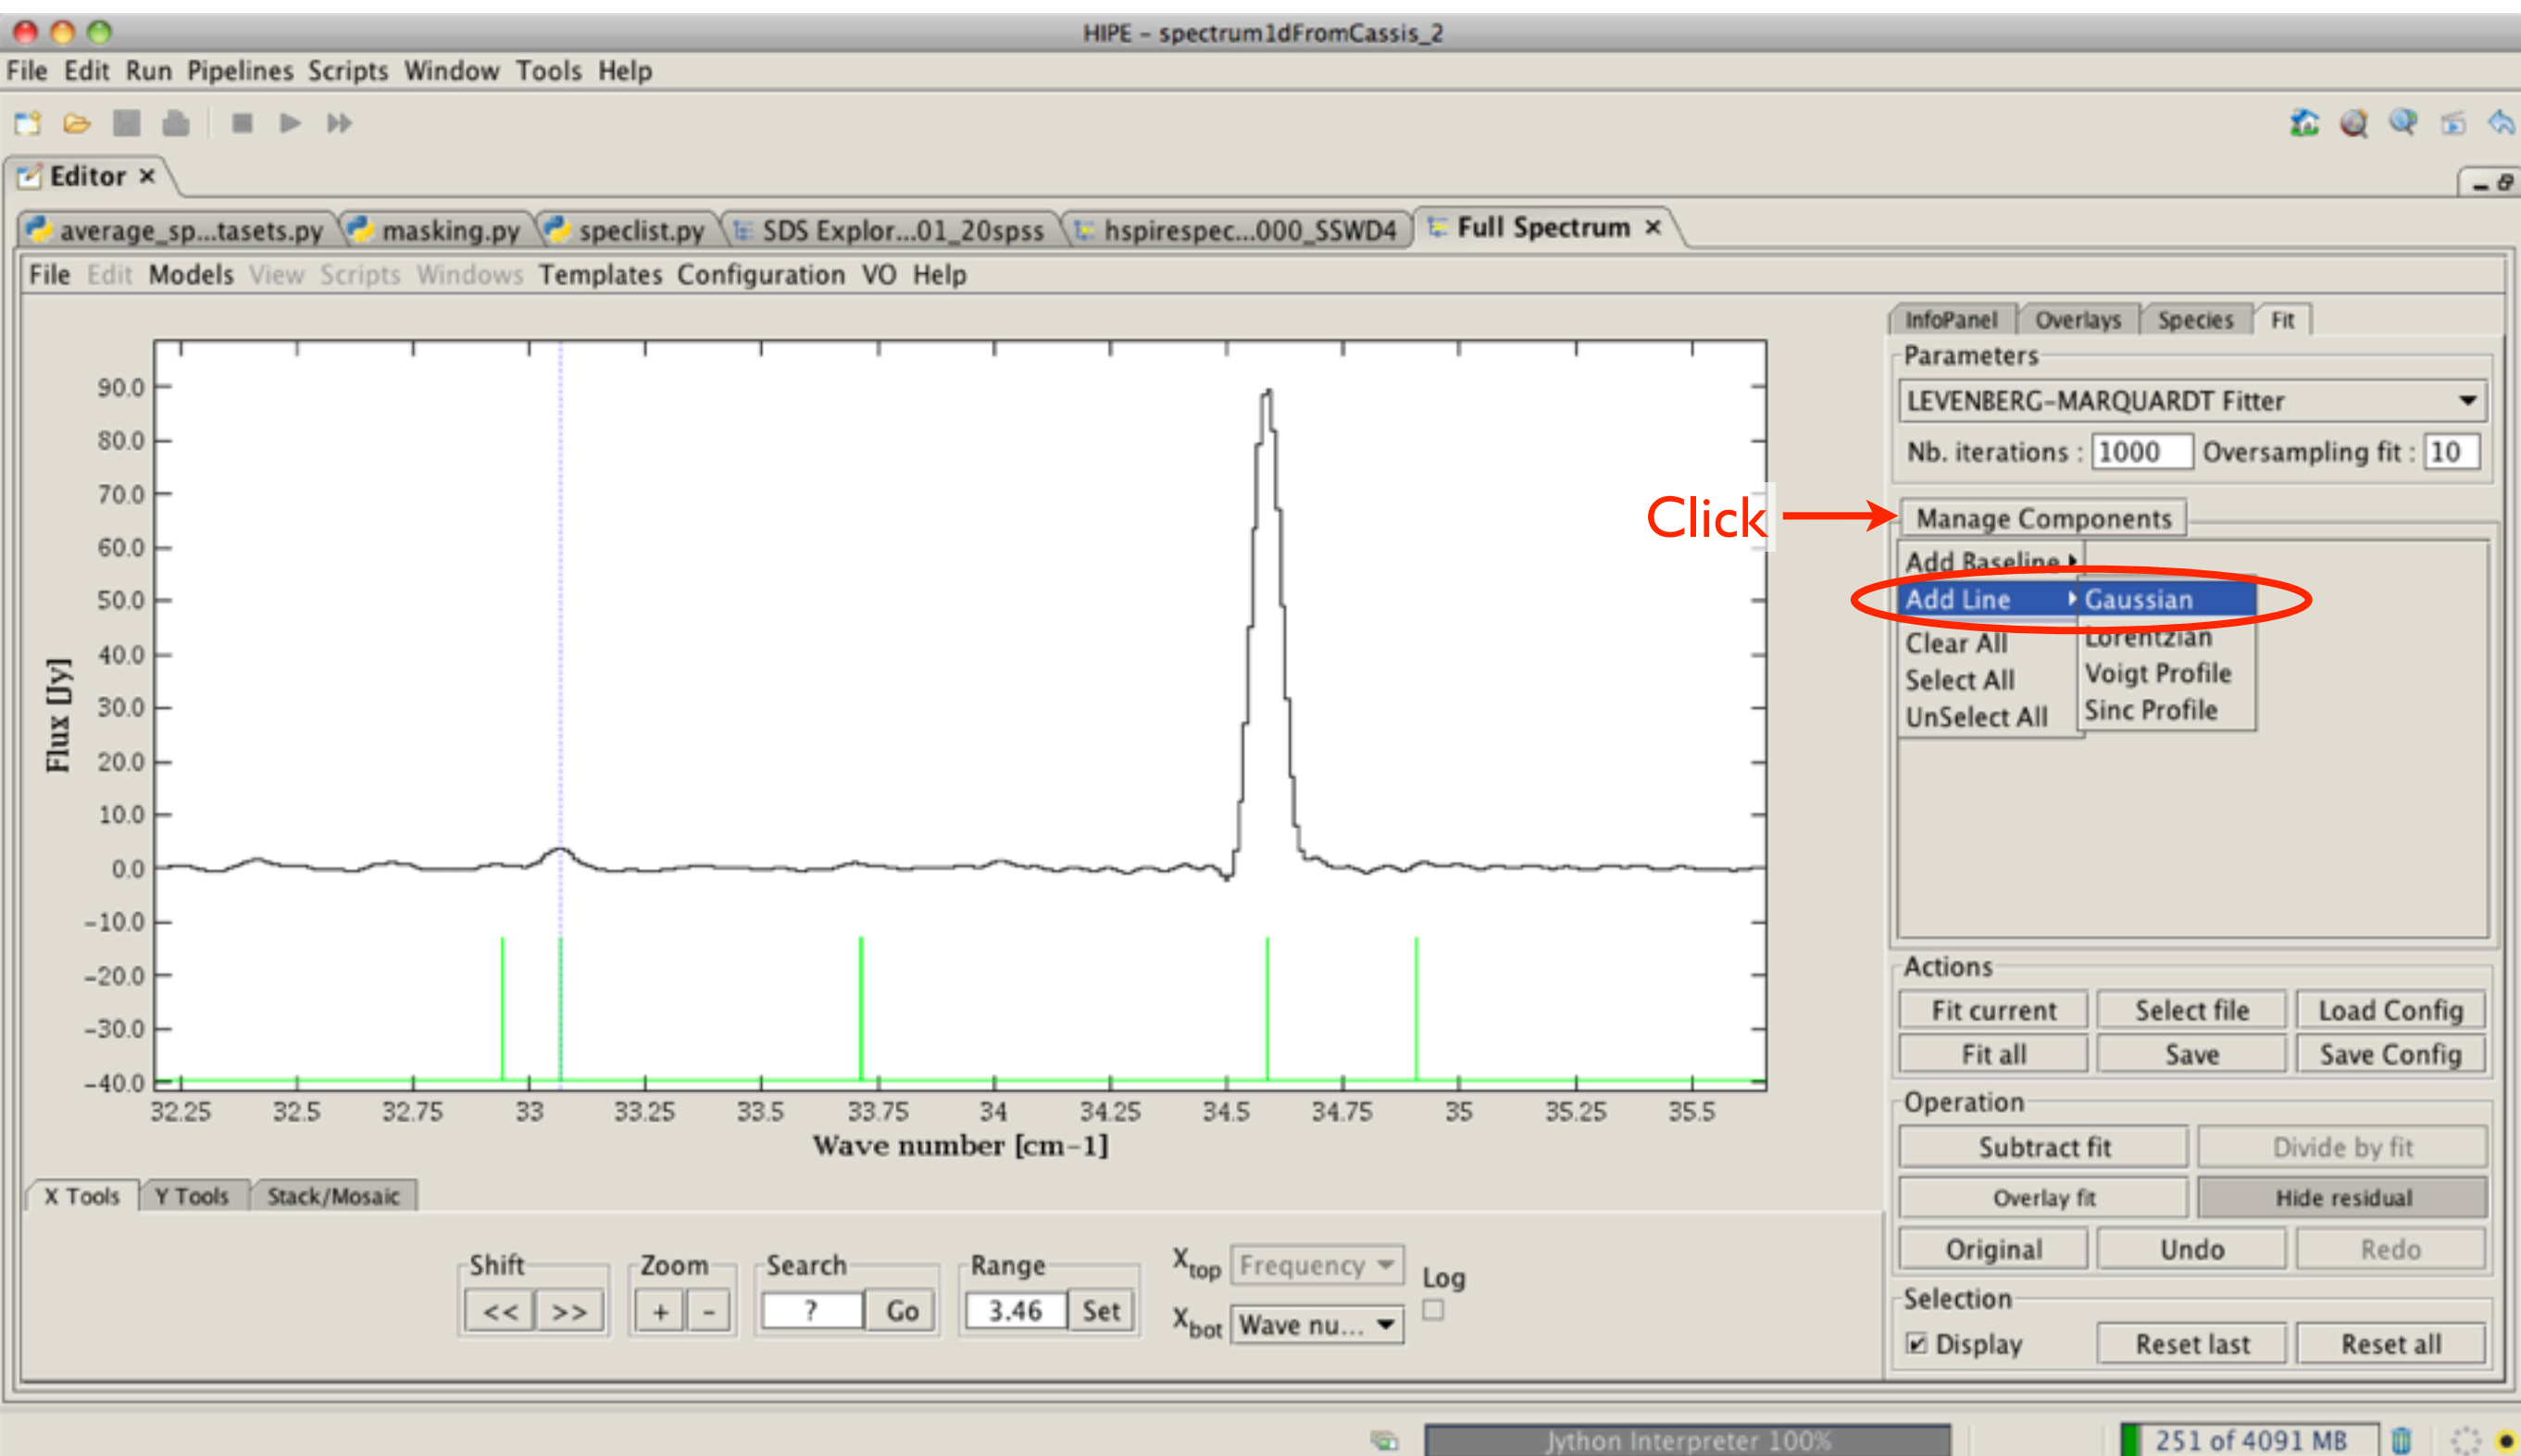 HIPE - spectrum1dFromCassis_2
File Edit Run Pipelines Scripts Window Tools Help
Editor ×
average_sp...tasets.py masking.py speclist.py SDS Explor...01_20spss hspirespec...000_SSWD4 Full Spectrum ×
File Edit Models View Scripts Windows Templates Configuration VO Help
InfoPanel Overlays Species Fit
Parameters
LEVENBERG-MARQUARDT Fitter
Nb. iterations : 1000 Oversampling fit : 10
Click
Manage Components
Add Baseline
Add Line Gaussian
Clear All Lorentzian
Select All Voigt Profile
UnSelect All Sinc Profile
Flux [Jy]
90.0
80.0
70.0
60.0
50.0
40.0
30.0
20.0
10.0
0.0
-10.0
-20.0
-30.0
-40.0
32.25 32.5 32.75 33 33.25 33.5 33.75 34 34.25 34.5 34.75 35 35.25 35.5
Wave number [cm-1]
Actions
Fit current Select file Load Config
Fit all Save Save Config
Operation
Subtract fit Divide by fit
Overlay fit Hide residual
Original Undo Redo
Selection
Display Reset last Reset all
X Tools Y Tools Stack/Mosaic
Shift Zoom Search Range
<< >> + - ? Go 3.46 Set
Xtop Frequency
Xbot Wave nu...
Log
Jython Interpreter 100%
251 of 4091 MB